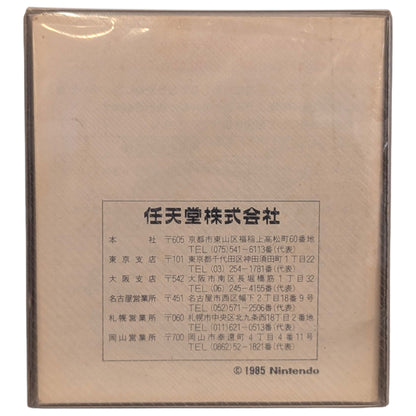 任天堂株式会社
本　　社 〒605 京都市東山区福稲上高松町60番地
TEL (075)541－6113番(代表)
東京支店 〒101 東京都千代田区神田須田町1丁目22
TEL (03) 254－1781番(代表)
大阪支店 〒542 大阪市南区長堀橋筋1丁目32
TEL (06) 245－4155番(代表)
名古屋営業所 〒451 名古屋市西区幅下2丁目18番9号
TEL (052)571－2506番(代表)
札幌営業所 〒060 札幌市中央区北九条西18丁目2番
TEL (011)621－0513番(代表)
岡山営業所 〒700 岡山市奉還町4丁目4番11号
TEL (0862)52－1821番(代表)
© 1985 Nintendo